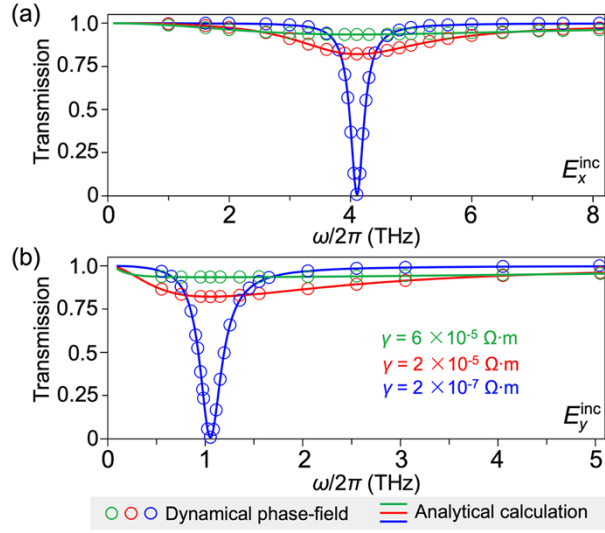 (a)
Transmission
1.0
0.75
0.5
0.25
0
0 2 4 6 8
ω/2π (THz)
E_x^inc
(b)
Transmission
1.0
0.75
0.5
0.25
0
0 1 2 3 4 5
ω/2π (THz)
γ = 6 ×10⁻⁵ Ω·m
γ = 2 ×10⁻⁵ Ω·m
γ = 2 ×10⁻⁷ Ω·m
E_y^inc
Dynamical phase-field Analytical calculation